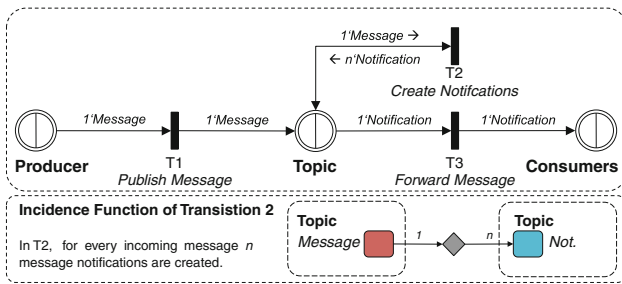 1'Message →
← n'Notification
T2
Create Notifcations
1'Message
1'Message
1'Notification
1'Notification
Producer
T1
Topic
T3
Consumers
Publish Message
Forward Message
Incidence Function of Transistion 2
In T2, for every incoming message n
message notifications are created.
Topic
Message
1
n
Topic
Not.